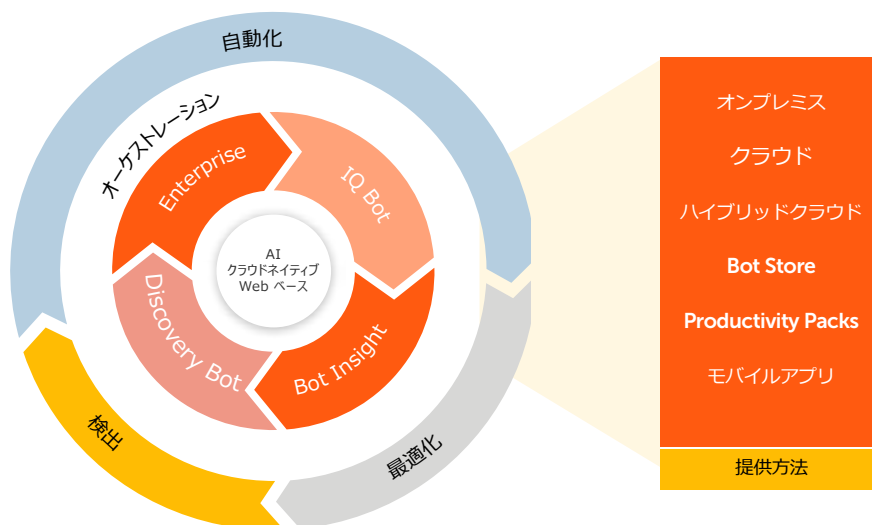 自動化
オーケストレーション
Enterprise
IQ Bot
AI
クラウドネイティブ
Web ベース
Discovery Bot
Bot Insight
検出
最適化
オンプレミス
クラウド
ハイブリッドクラウド
Bot Store
Productivity Packs
モバイルアプリ
提供方法